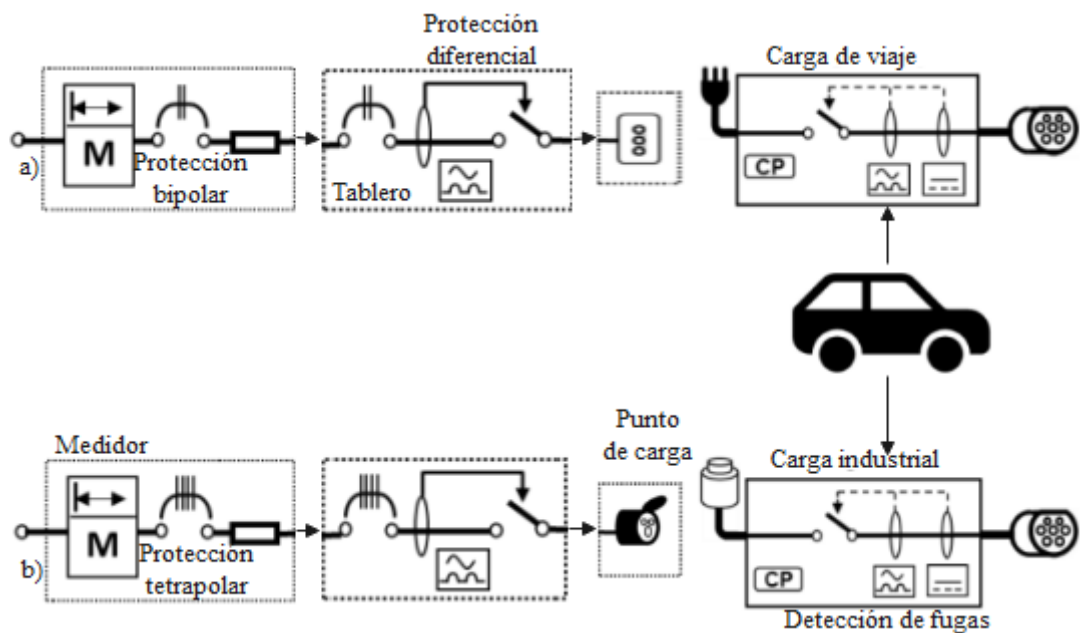 Protección
diferencial
Carga de viaje
a)
M
Protección
bipolar
Tablero
CP
Medidor
Punto
de carga
Carga industrial
b)
M
Protección
tetrapolar
CP
Detección de fugas